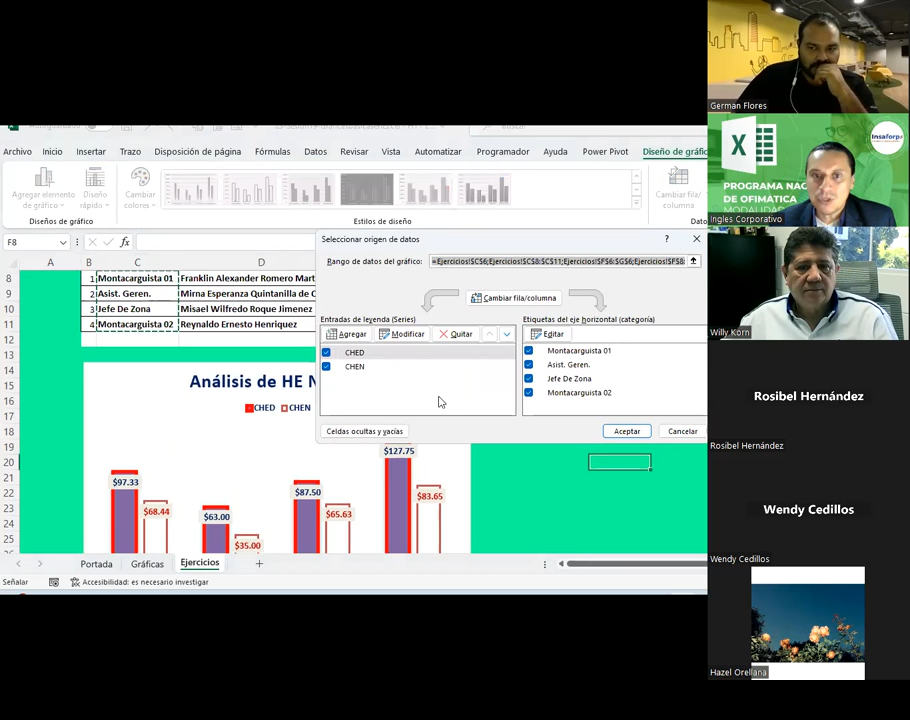 German Flores
Insaforp
PROGRAMA NAC
DE OFIMATICA
MODALIDA
Ingles Corporativo
Willy Korn
Rosibel Hernández
Rosibel Hernández
Wendy Cedillos
Wendy Cedillos
Hazel Orellana
Buscar
Archivo Inicio Insertar Trazo Disposición de página Fórmulas Datos Revisar Vista Automatizar Programador Ayuda Power Pivot Diseño de gráfic
Agregar elemento de gráfico
Diseño rápido
Cambiar colores
Cambiar fila/ columna
Diseños de gráfico
Estilos de diseño
Dato
F8
fx
Seleccionar origen de datos
?
Rango de datos del gráfico:
=Ejercicios!$C$6;Ejercicios!$C$8:$C$11;Ejercicios!$F$6:$G$6;Ejercicios!$F$8:
Cambiar fila/columna
Entradas de leyenda (Series)
Agregar Modificar Quitar
CHED
CHEN
Etiquetas del eje horizontal (categoría)
Editar
Montacarguista 01
Asist. Geren.
Jefe De Zona
Montacarguista 02
Celdas ocultas y vacías
Aceptar
Cancelar
A B C D
8 1 Montacarguista 01 Franklin Alexander Romero Mart
9 2 Asist. Geren. Mirna Esperanza Quintanilla de C
10 3 Jefe De Zona Misael Wilfredo Roque Jimenez
11 4 Montacarguista 02 Reynaldo Ernesto Henriquez
12
14
15
16
17
18
19
20
21
22
23
24
25
26
Análisis de HE N
CHED CHEN
$97.33
$68.44
$63.00
$35.00
$87.50
$65.63
$127.75
$83.65
Portada Gráficas Ejercicios
Señalar
Accesibilidad: es necesario investigar